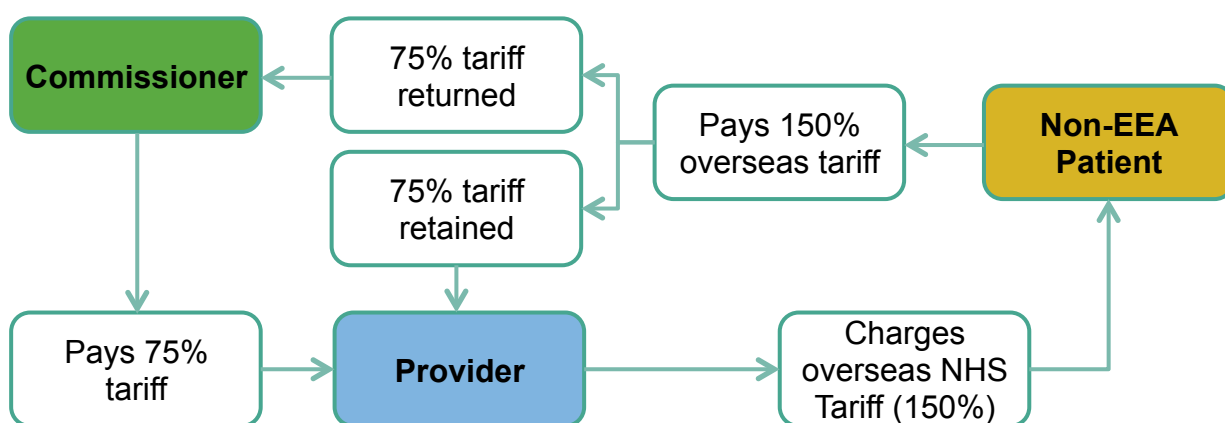 Commissioner
75% tariff
returned
Pays 150%
overseas tariff
Non-EEA
Patient
75% tariff
retained
Pays 75%
tariff
Provider
Charges
overseas NHS
Tariff (150%)